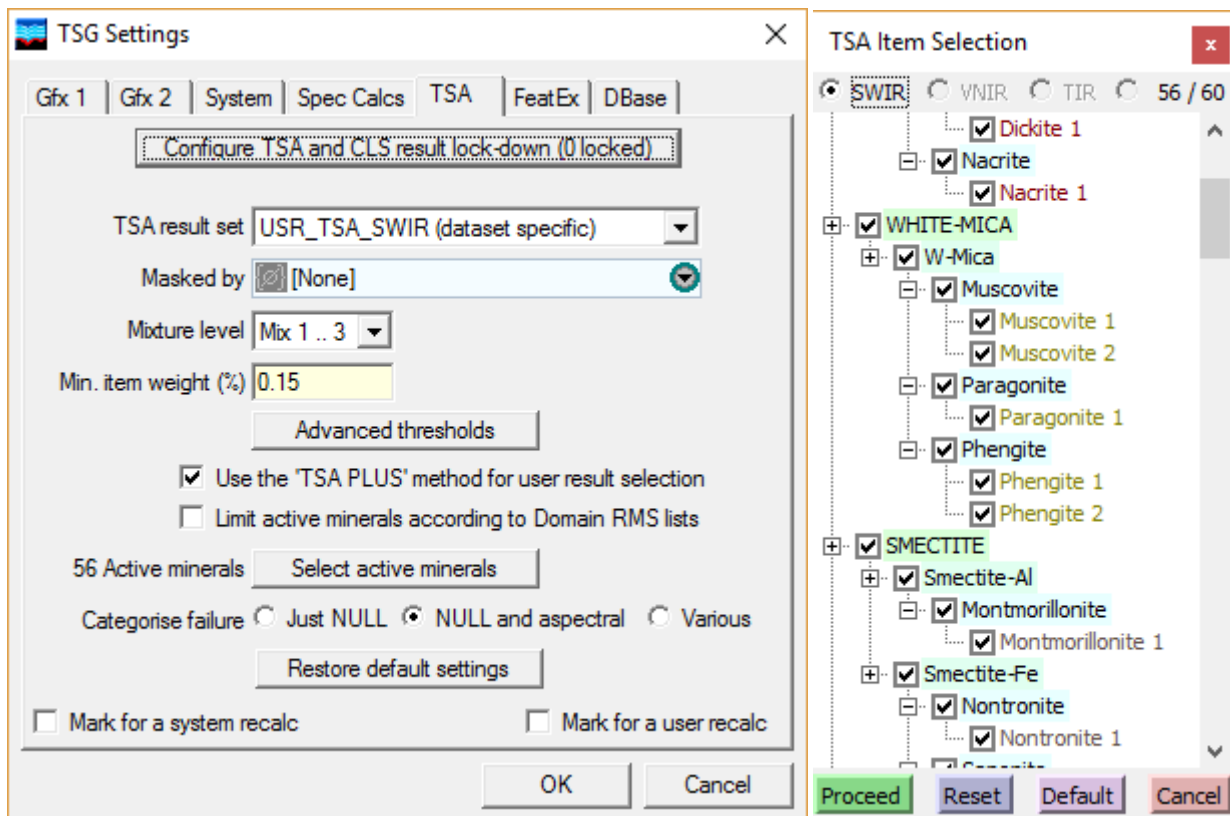 TSG Settings
Gfx 1 Gfx 2 System Spec Calcs TSA FeatEx DBase
Configure TSA and CLS result lock-down (0 locked)
TSA result set USR_TSA_SWIR (dataset specific)
Masked by [None]
Mixture level Mix 1 .. 3
Min. item weight (%) 0.15
Advanced thresholds
Use the 'TSA PLUS' method for user result selection
Limit active minerals according to Domain RMS lists
56 Active minerals Select active minerals
Categorise failure Just NULL NULL and aspectral Various
Restore default settings
Mark for a system recalc Mark for a user recalc
OK Cancel
TSA Item Selection
SWIR VNIR TIR 56 / 60
Dickite 1
Nacrite
Nacrite 1
WHITE-MICA
W-Mica
Muscovite
Muscovite 1
Muscovite 2
Paragonite
Paragonite 1
Phengite
Phengite 1
Phengite 2
SMECTITE
Smectite-Al
Montmorillonite
Montmorillonite 1
Smectite-Fe
Nontronite
Nontronite 1
Proceed Reset Default Cancel